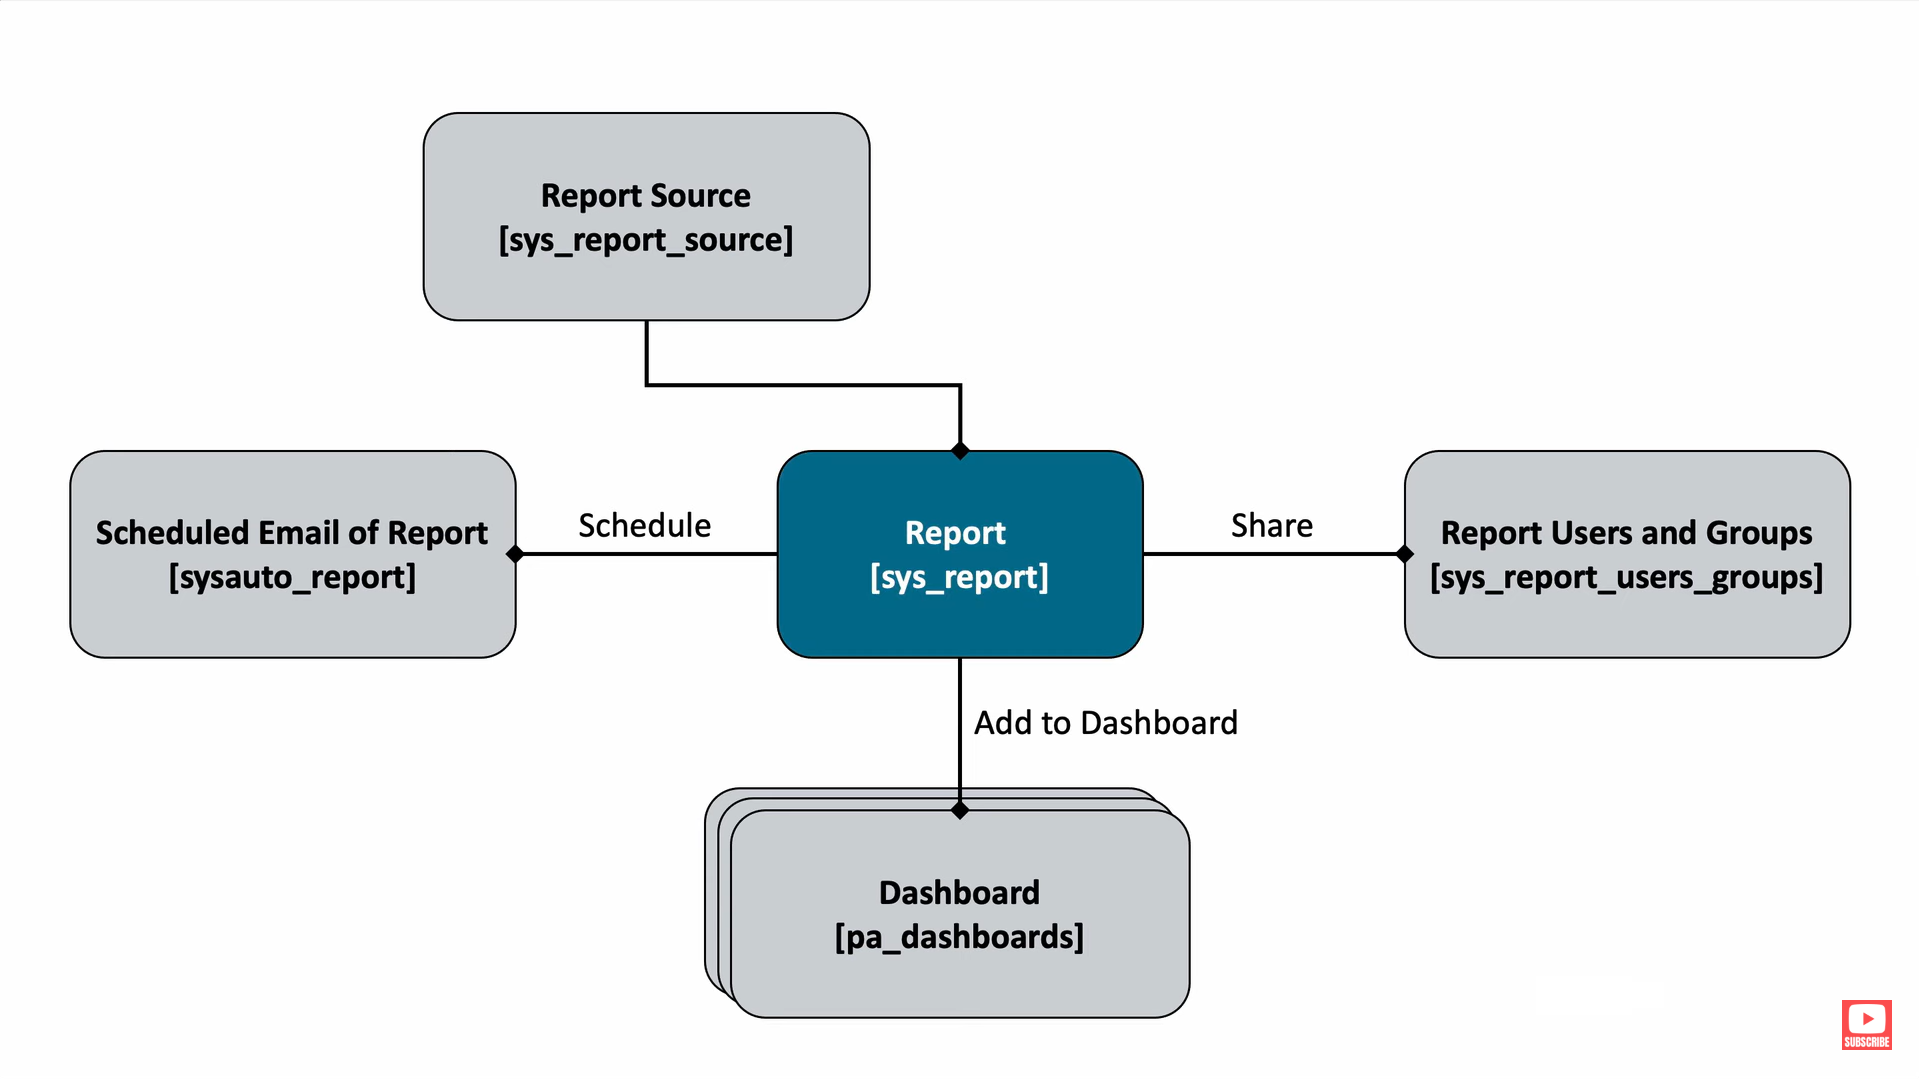 Report Source
[sys_report_source]
Scheduled Email of Report
[sysauto_report]
Schedule
Report
[sys_report]
Share
Report Users and Groups
[sys_report_users_groups]
Add to Dashboard
Dashboard
[pa_dashboards]
SUBSCRIBE